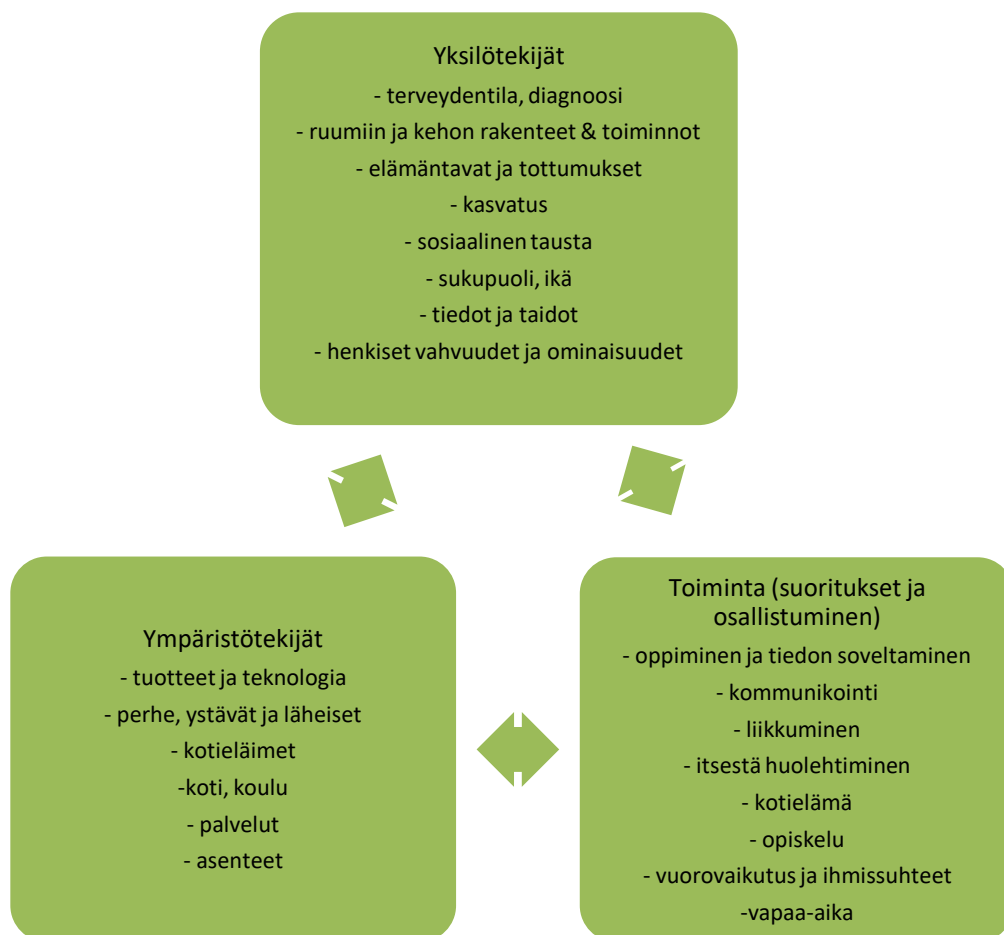 Yksilötekijät
- terveydentila, diagnoosi
- ruumiin ja kehon rakenteet & toiminnot
- elämäntavat ja tottumukset
- kasvatus
- sosiaalinen tausta
- sukupuoli, ikä
- tiedot ja taidot
- henkiset vahvuudet ja ominaisuudet
Ympäristötekijät
- tuotteet ja teknologia
- perhe, ystävät ja läheiset
- kotieläimet
-koti, koulu
- palvelut
- asenteet
Toiminta (suoritukset ja
osallistuminen)
- oppiminen ja tiedon soveltaminen
- kommunikointi
- liikkuminen
- itsestä huolehtiminen
- kotielämä
- opiskelu
- vuorovaikutus ja ihmissuhteet
-vapaa-aika